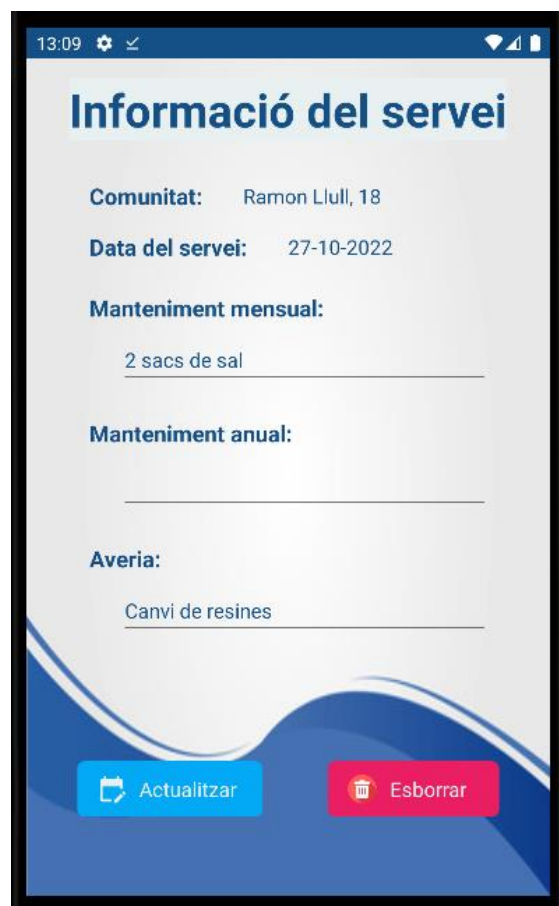 13:09
Informació del servei
Comunitat: Ramon Llull, 18
Data del servei: 27-10-2022
Manteniment mensual:
2 sacs de sal
Manteniment anual:
Averia:
Canvi de resines
Actualitzar Esborrar